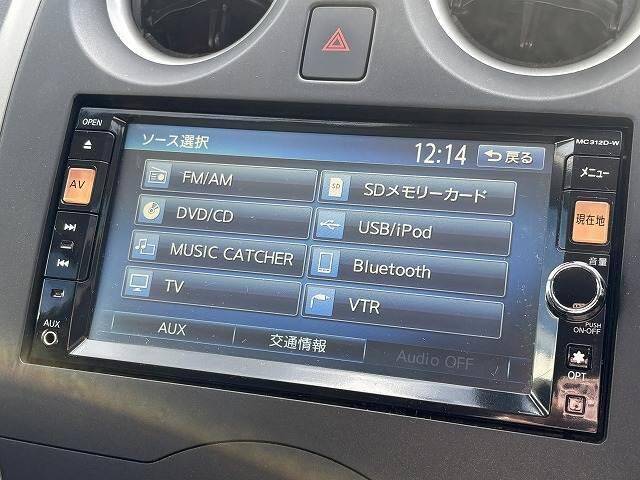 OPEN
MC312D-W
ソース選択
12:14
戻る
メニュー
AV
FM/AM
SDメモリーカード
現在地
DVD/CD
USB/iPod
MUSIC CATCHER
Bluetooth
音量
TV
VTR
AUX
AUX
交通情報
Audio OFF
PUSH
ON-OFF
OPT